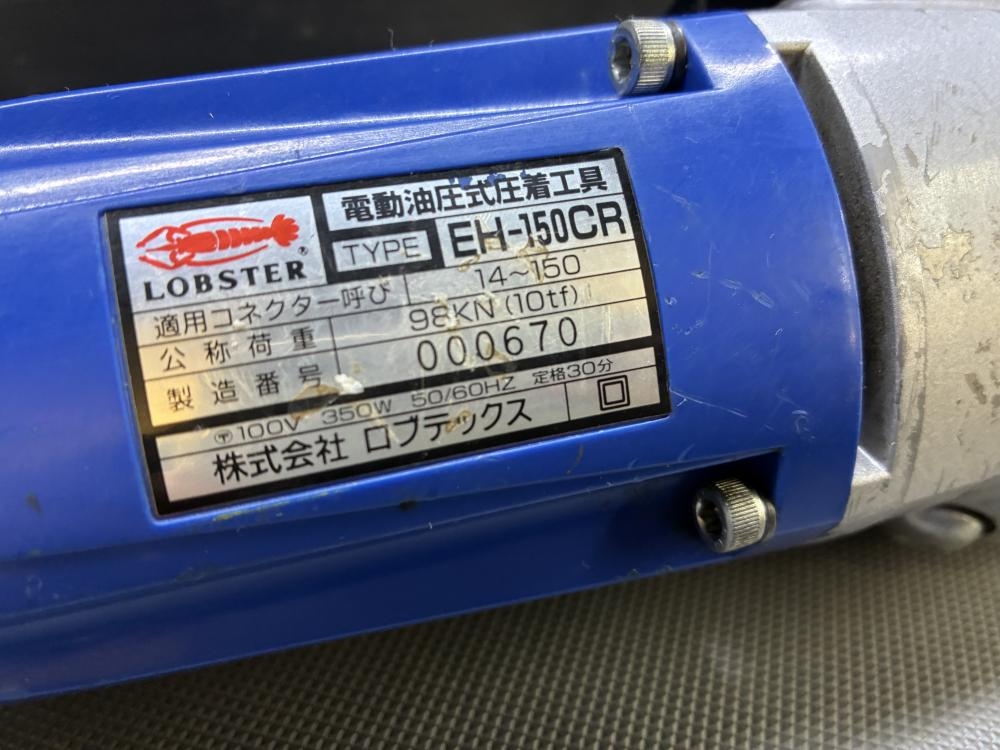 LOBSTER®
電動油圧式圧着工具
TYPE EH-150CR
適用コネクター呼び 14～150
公称荷重 98KN (10tf)
製造番号 000670
〒100V 350W 50/60HZ 定格30分
株式会社 ロブテックス